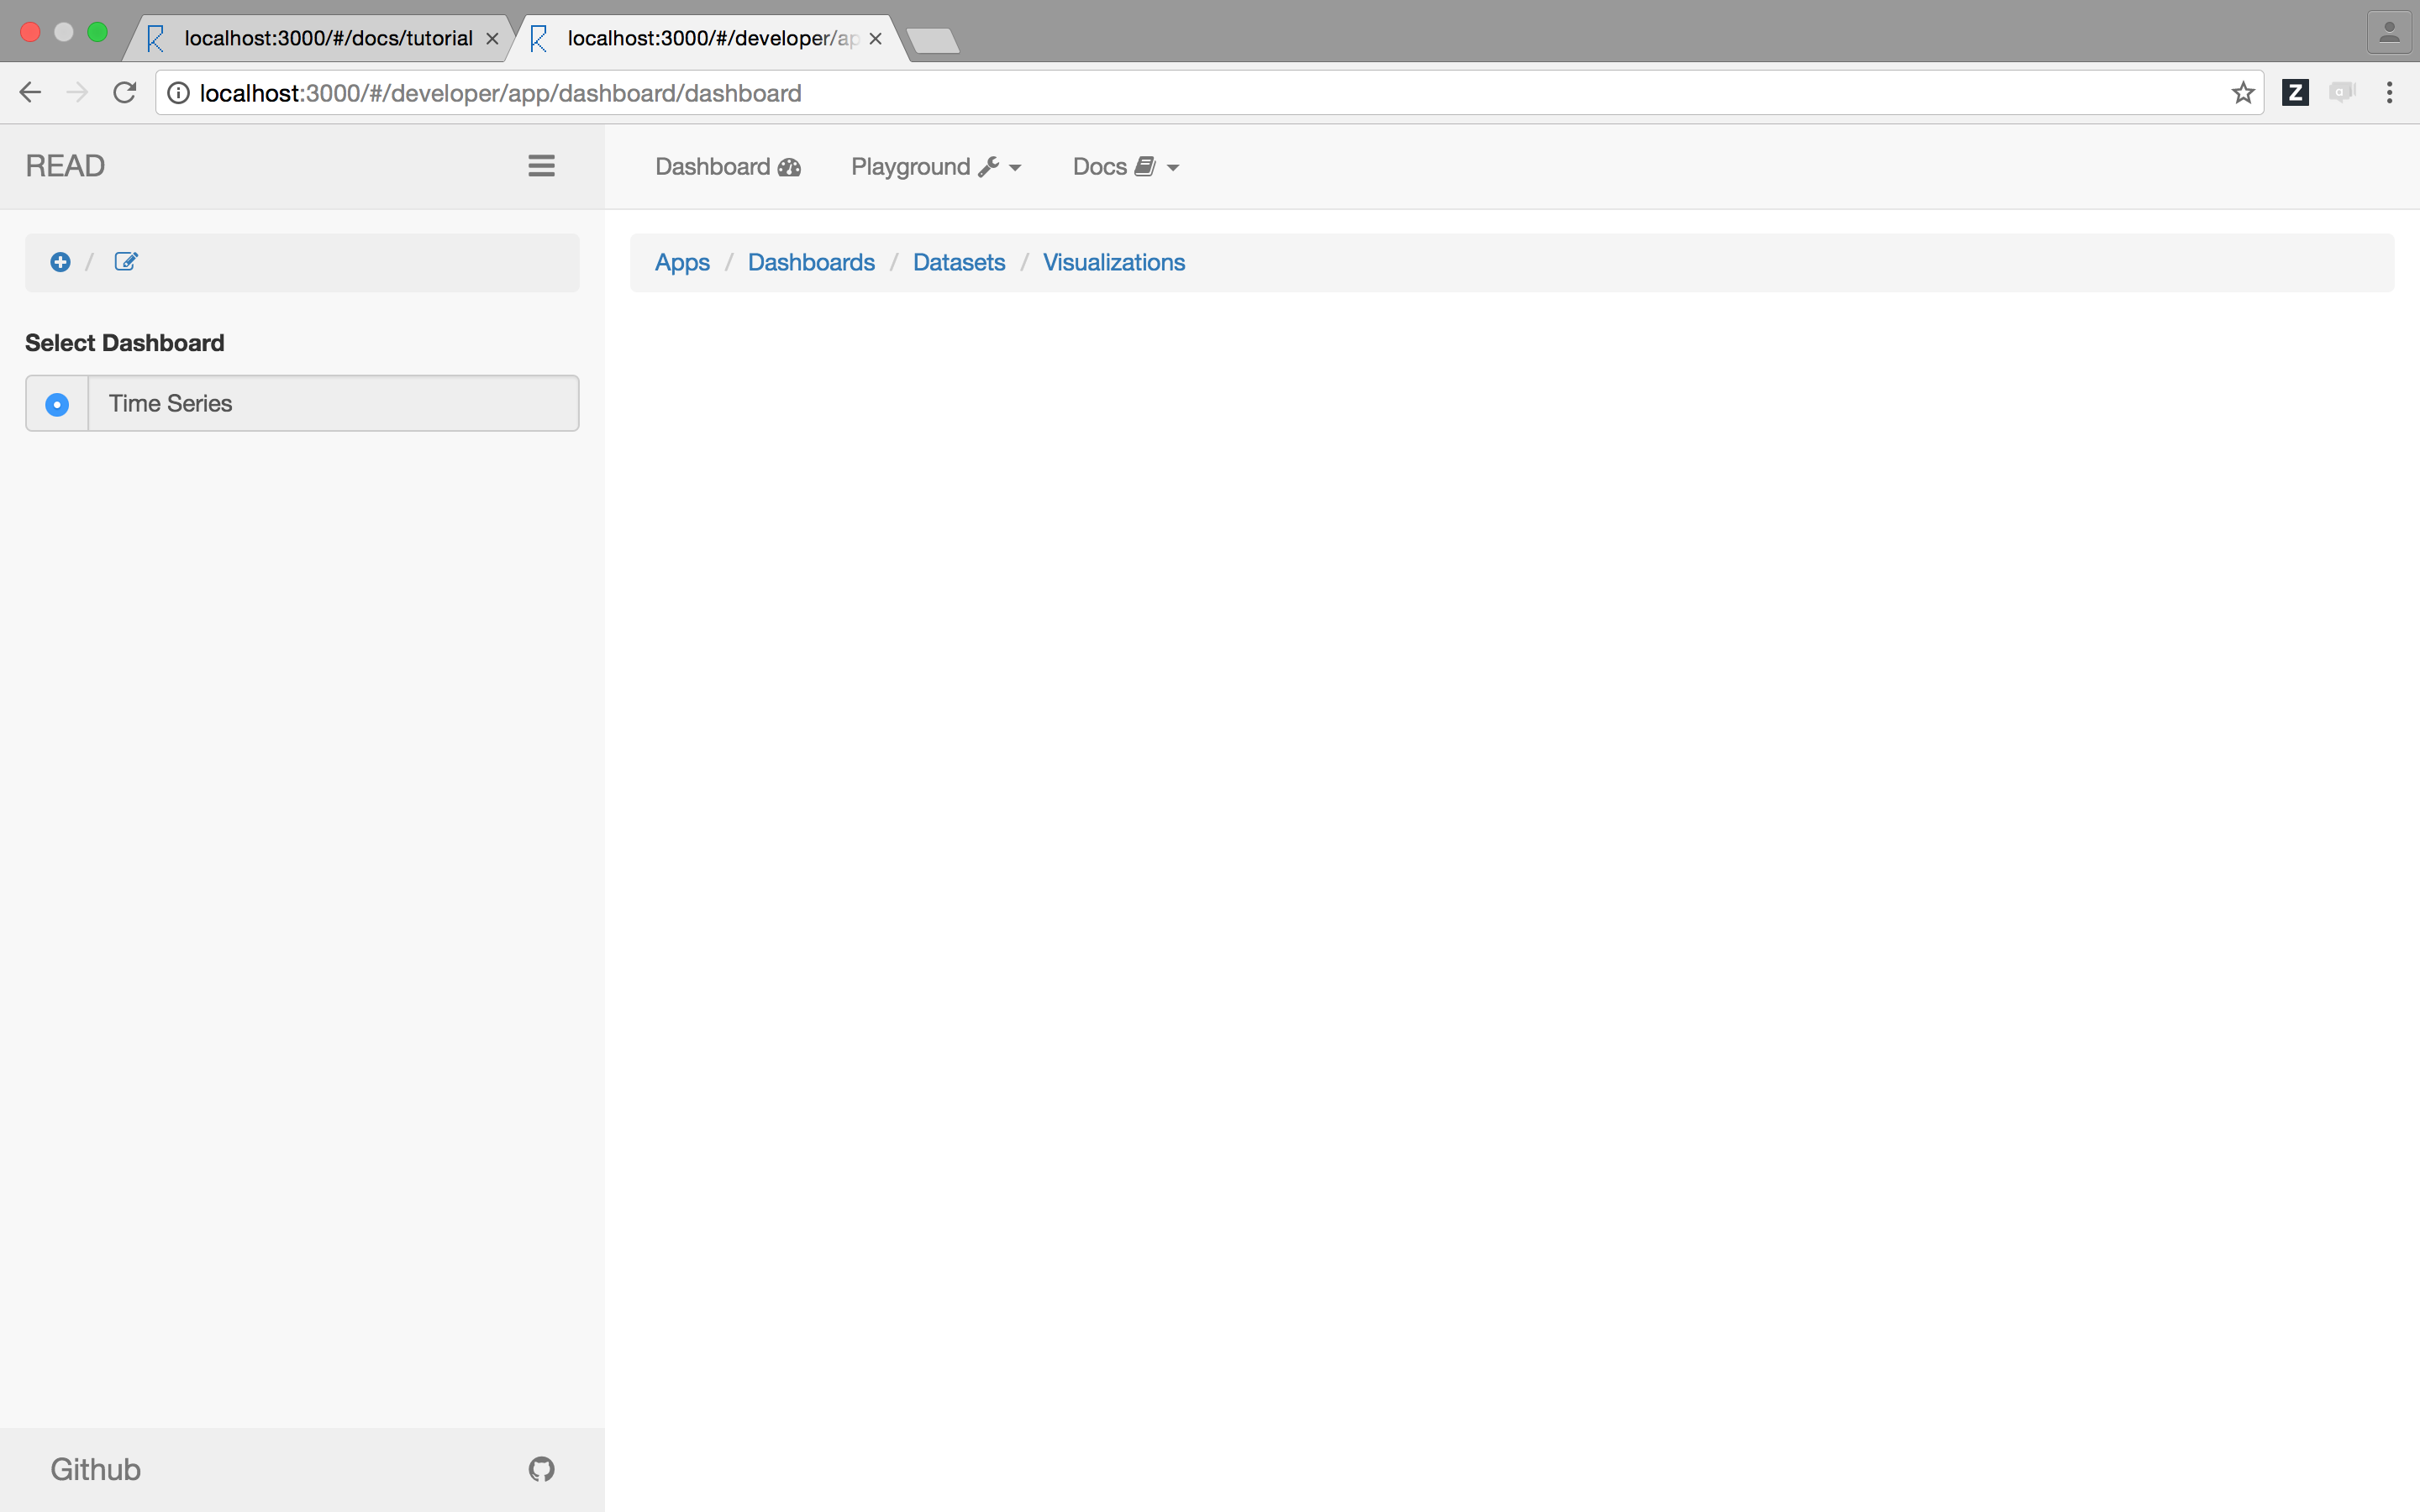 localhost:3000/#/docs/tutorial
localhost:3000/#/developer/ap
localhost:3000/#/developer/app/dashboard/dashboard
Z
a
READ
Dashboard
Playground
Docs
/
Apps / Dashboards / Datasets / Visualizations
Select Dashboard
Time Series
Github